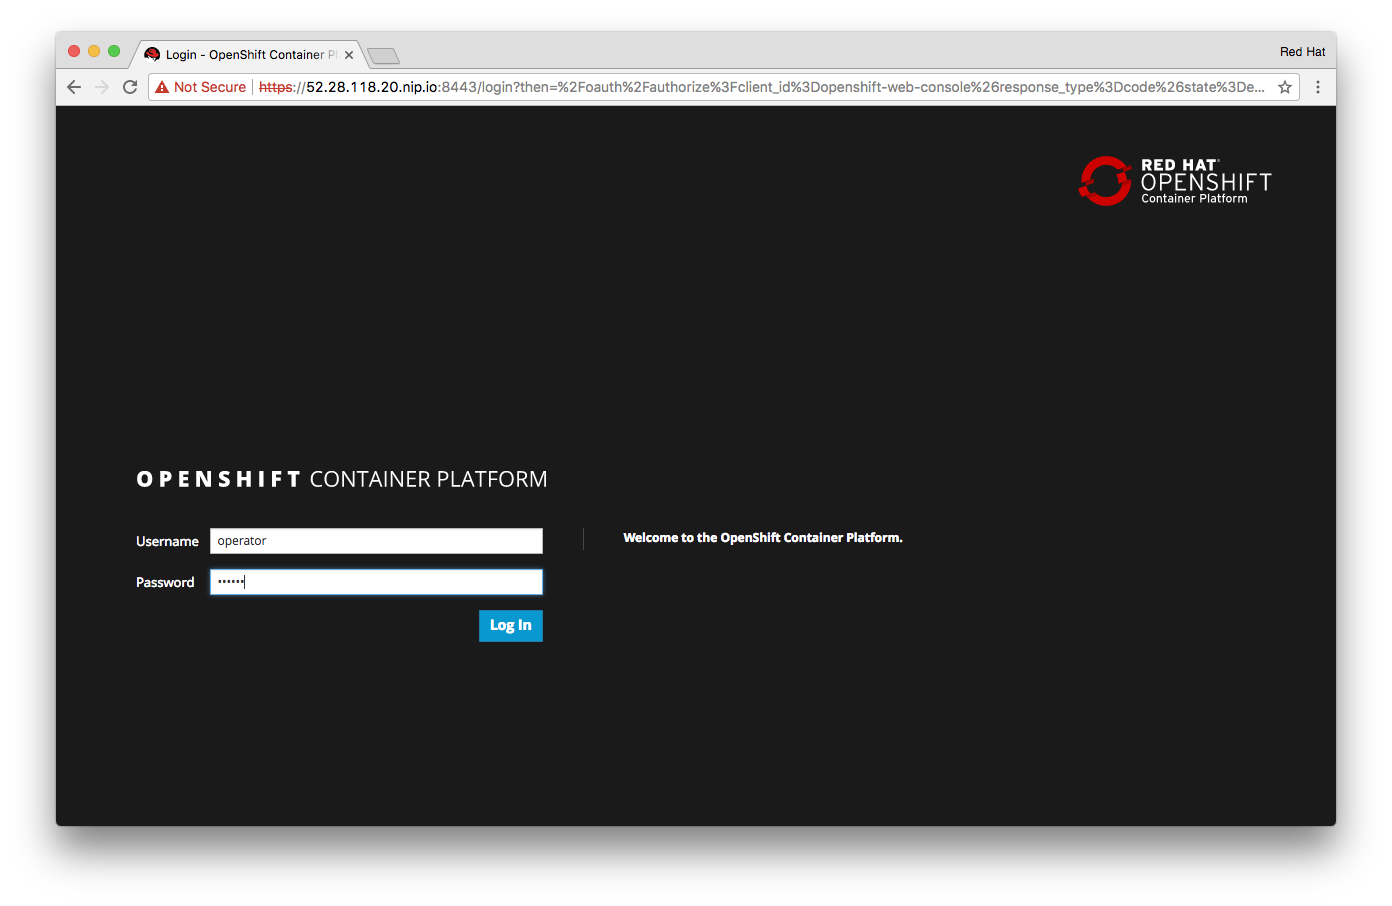 Login - OpenShift Container Pl
Red Hat
Not Secure https://52.28.118.20.nip.io:8443/login?then=%2Foauth%2Fauthorize%3Fclient_id%3Dopenshift-web-console%26response_type%3Dcode%26state%3De...
RED HAT®
OPENSHIFT
Container Platform
OPENSHIFT CONTAINER PLATFORM
Username operator
Welcome to the OpenShift Container Platform.
Password ••••••
Log In